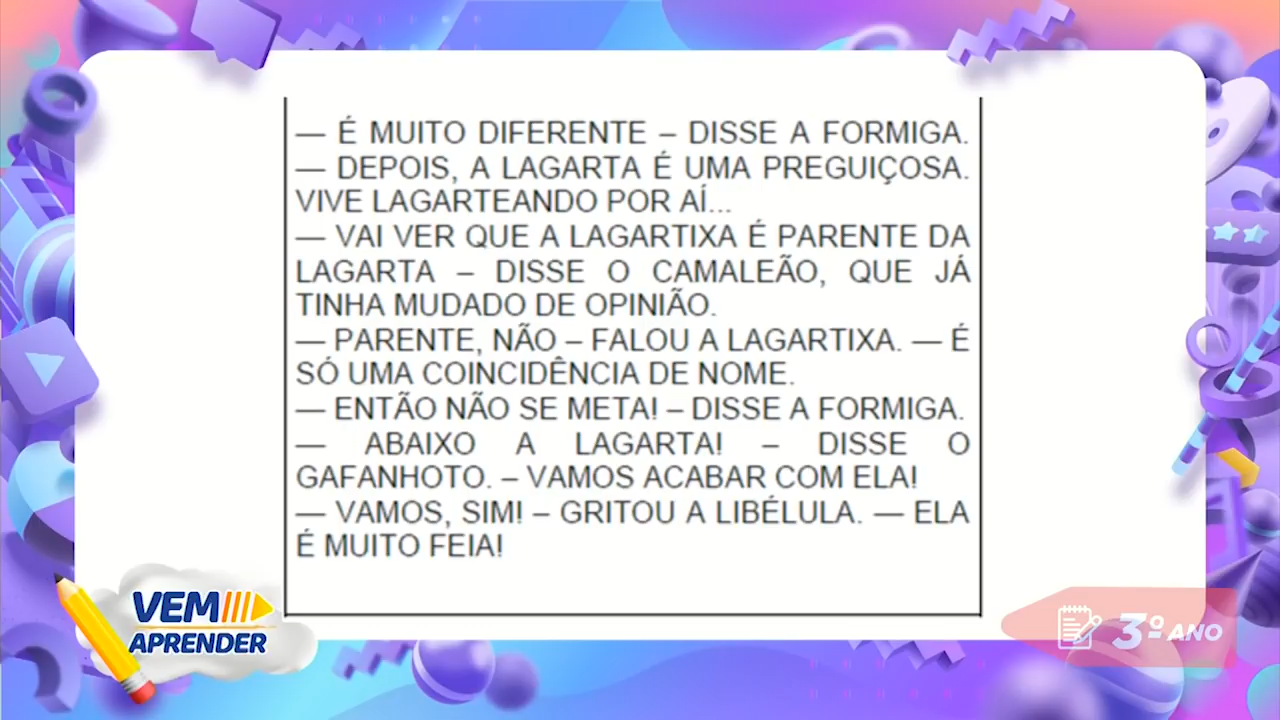 — É MUITO DIFERENTE – DISSE A FORMIGA.
— DEPOIS, A LAGARTA É UMA PREGUIÇOSA.
VIVE LAGARTEANDO POR AÍ...
— VAI VER QUE A LAGARTIXA É PARENTE DA
LAGARTA – DISSE O CAMALEÃO, QUE JÁ
TINHA MUDADO DE OPINIÃO.
— PARENTE, NÃO – FALOU A LAGARTIXA. — É
SÓ UMA COINCIDÊNCIA DE NOME.
— ENTÃO NÃO SE META! – DISSE A FORMIGA.
— ABAIXO A LAGARTA! – DISSE O
GAFANHOTO. – VAMOS ACABAR COM ELA!
— VAMOS, SIM! – GRITOU A LIBÉLULA. — ELA
É MUITO FEIA!
VEM
APRENDER
3º ANO